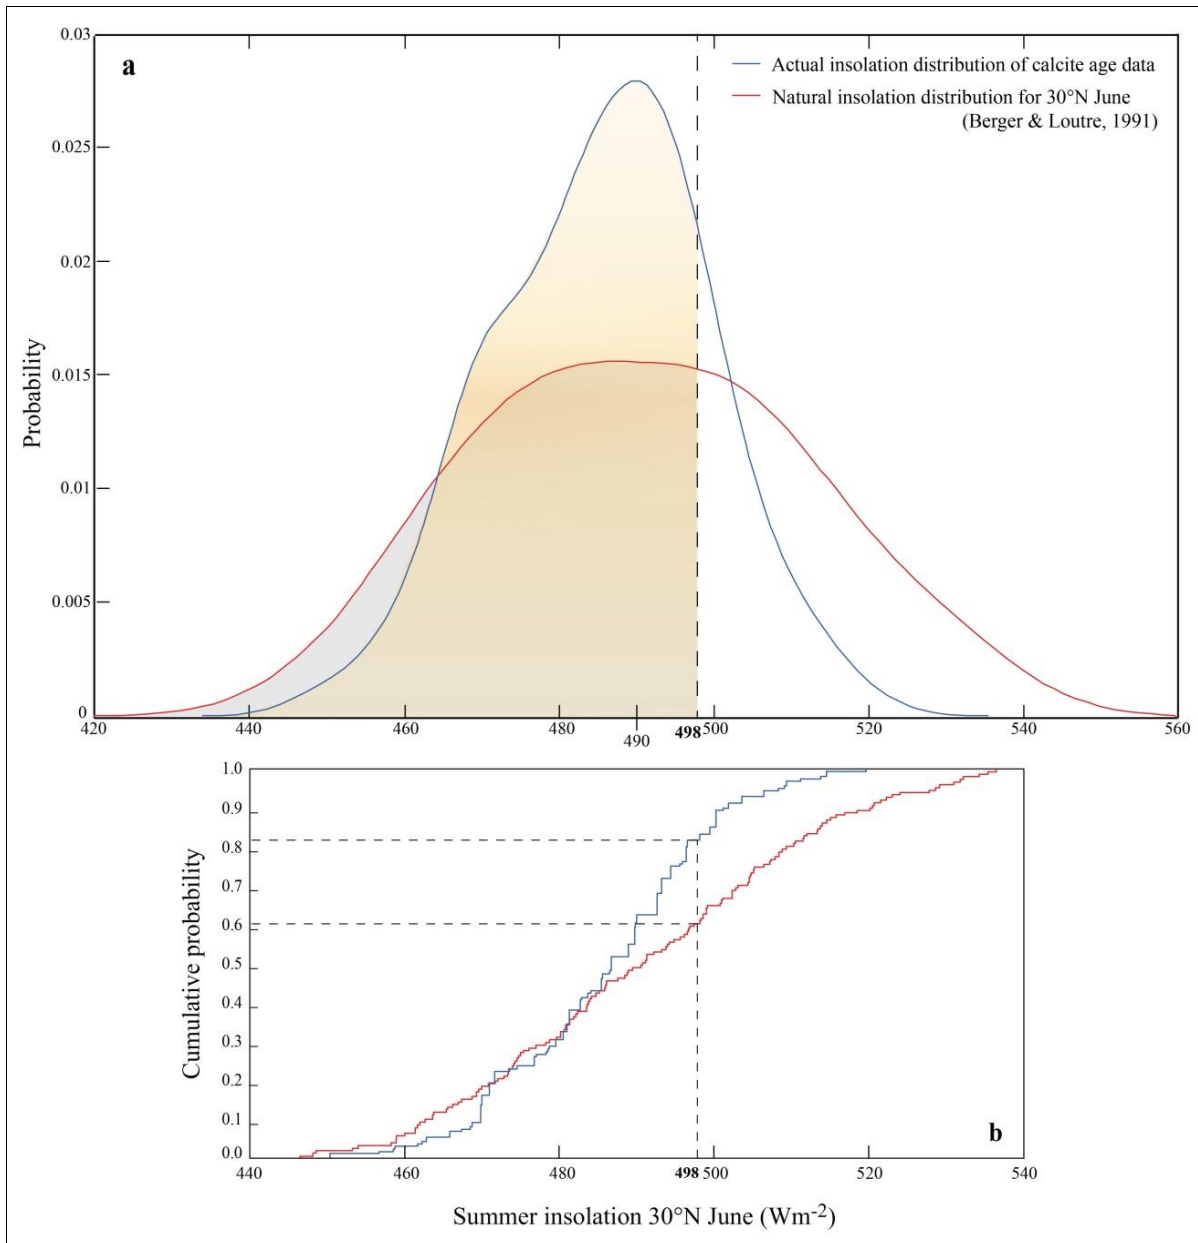 0.03
a
Actual insolation distribution of calcite age data
Natural insolation distribution for 30°N June
(Berger & Loutre, 1991)
0.025
0.02
0.015
0.01
0.005
0
Probability
420 440 460 480 490 498 500 520 540 560
1.0
0.9
0.8
0.7
0.6
0.5
0.4
0.3
0.2
0.1
0.0
Cumulative probability
b
440 460 480 498 500 520 540
Summer insolation 30°N June (Wm-2)